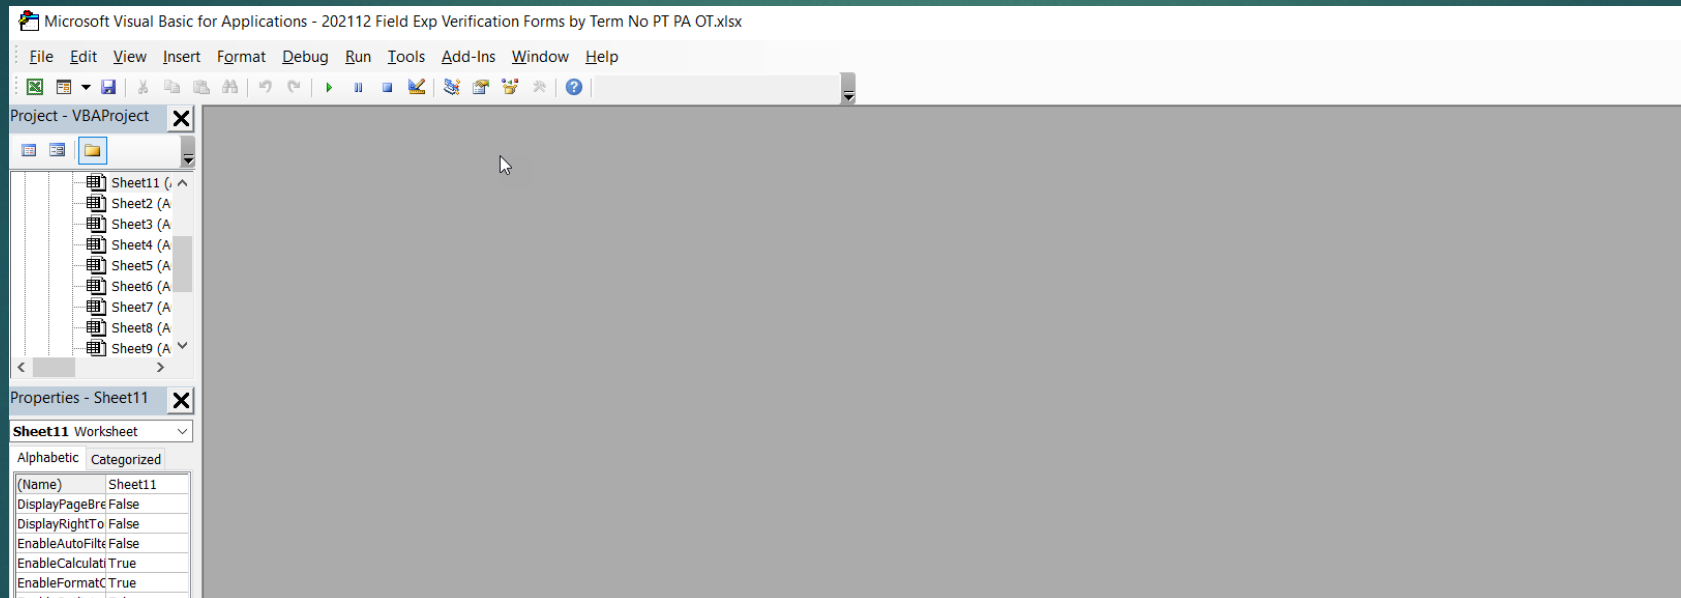 Microsoft Visual Basic for Applications - 202112 Field Exp Verification Forms by Term No PT PA OT.xlsx
File Edit View Insert Format Debug Run Tools Add-Ins Window Help
Project - VBAProject
Sheet11 (
Sheet2 (A
Sheet3 (A
Sheet4 (A
Sheet5 (A
Sheet6 (A
Sheet7 (A
Sheet8 (A
Sheet9 (A
Properties - Sheet11
Sheet11 Worksheet
Alphabetic Categorized
(Name) Sheet11
DisplayPageBre False
DisplayRightTo False
EnableAutoFilte False
EnableCalculati True
EnableFormatC True